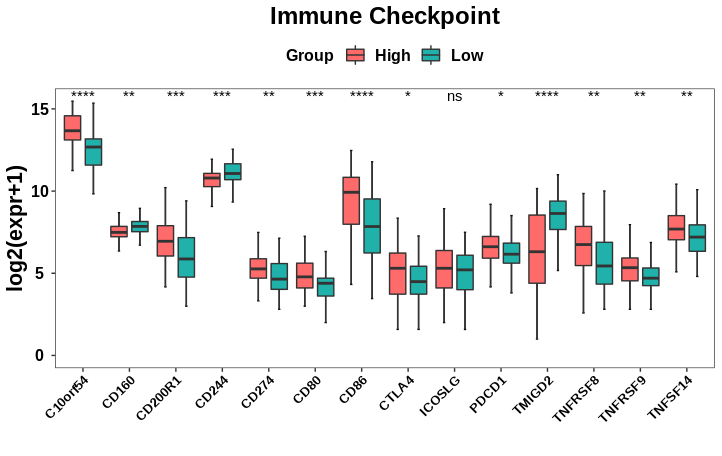 Immune Checkpoint
Group High Low
**** ** *** *** ** *** **** * ns * **** ** ** **
log2(expr+1)
15
10
5
0
C10orf54 CD160 CD200R1 CD244 CD274 CD80 CD86 CTLA4 ICOSLG PDCD1 TMIGD2 TNFRSF8 TNFRSF9 TNFSF14